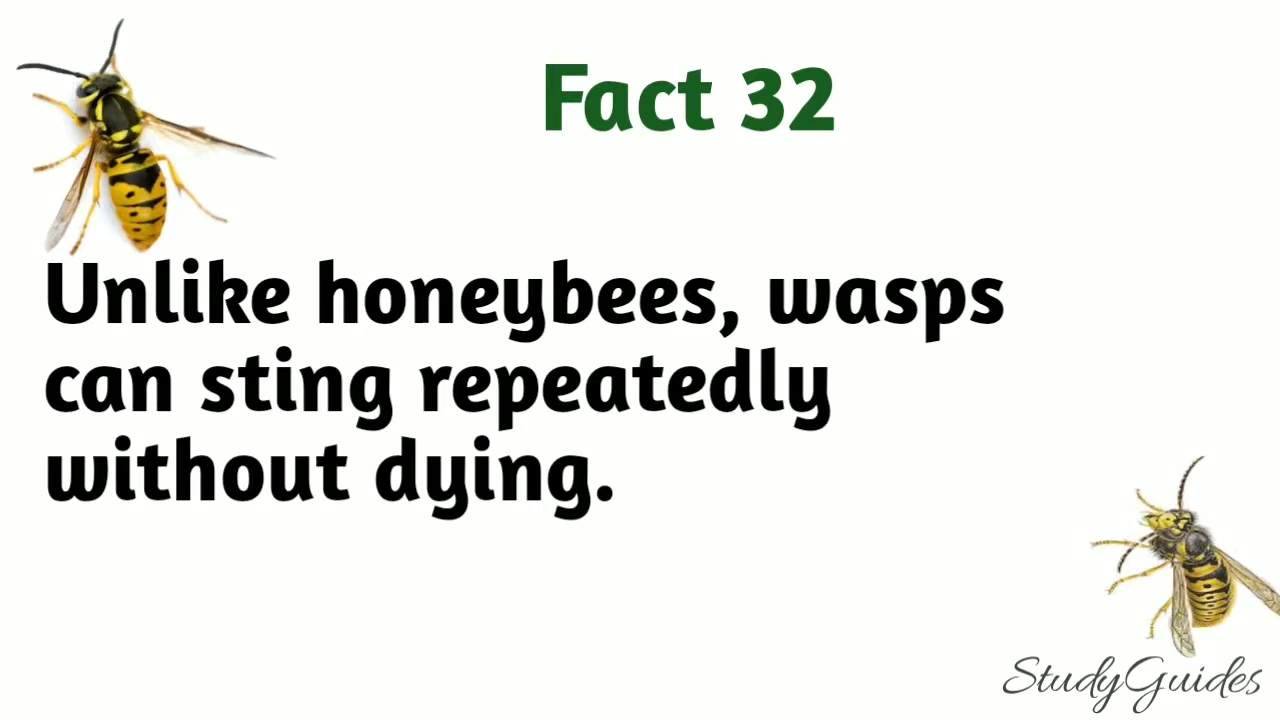 Fact 32
Unlike honeybees, wasps
can sting repeatedly
without dying.
StudyGuides